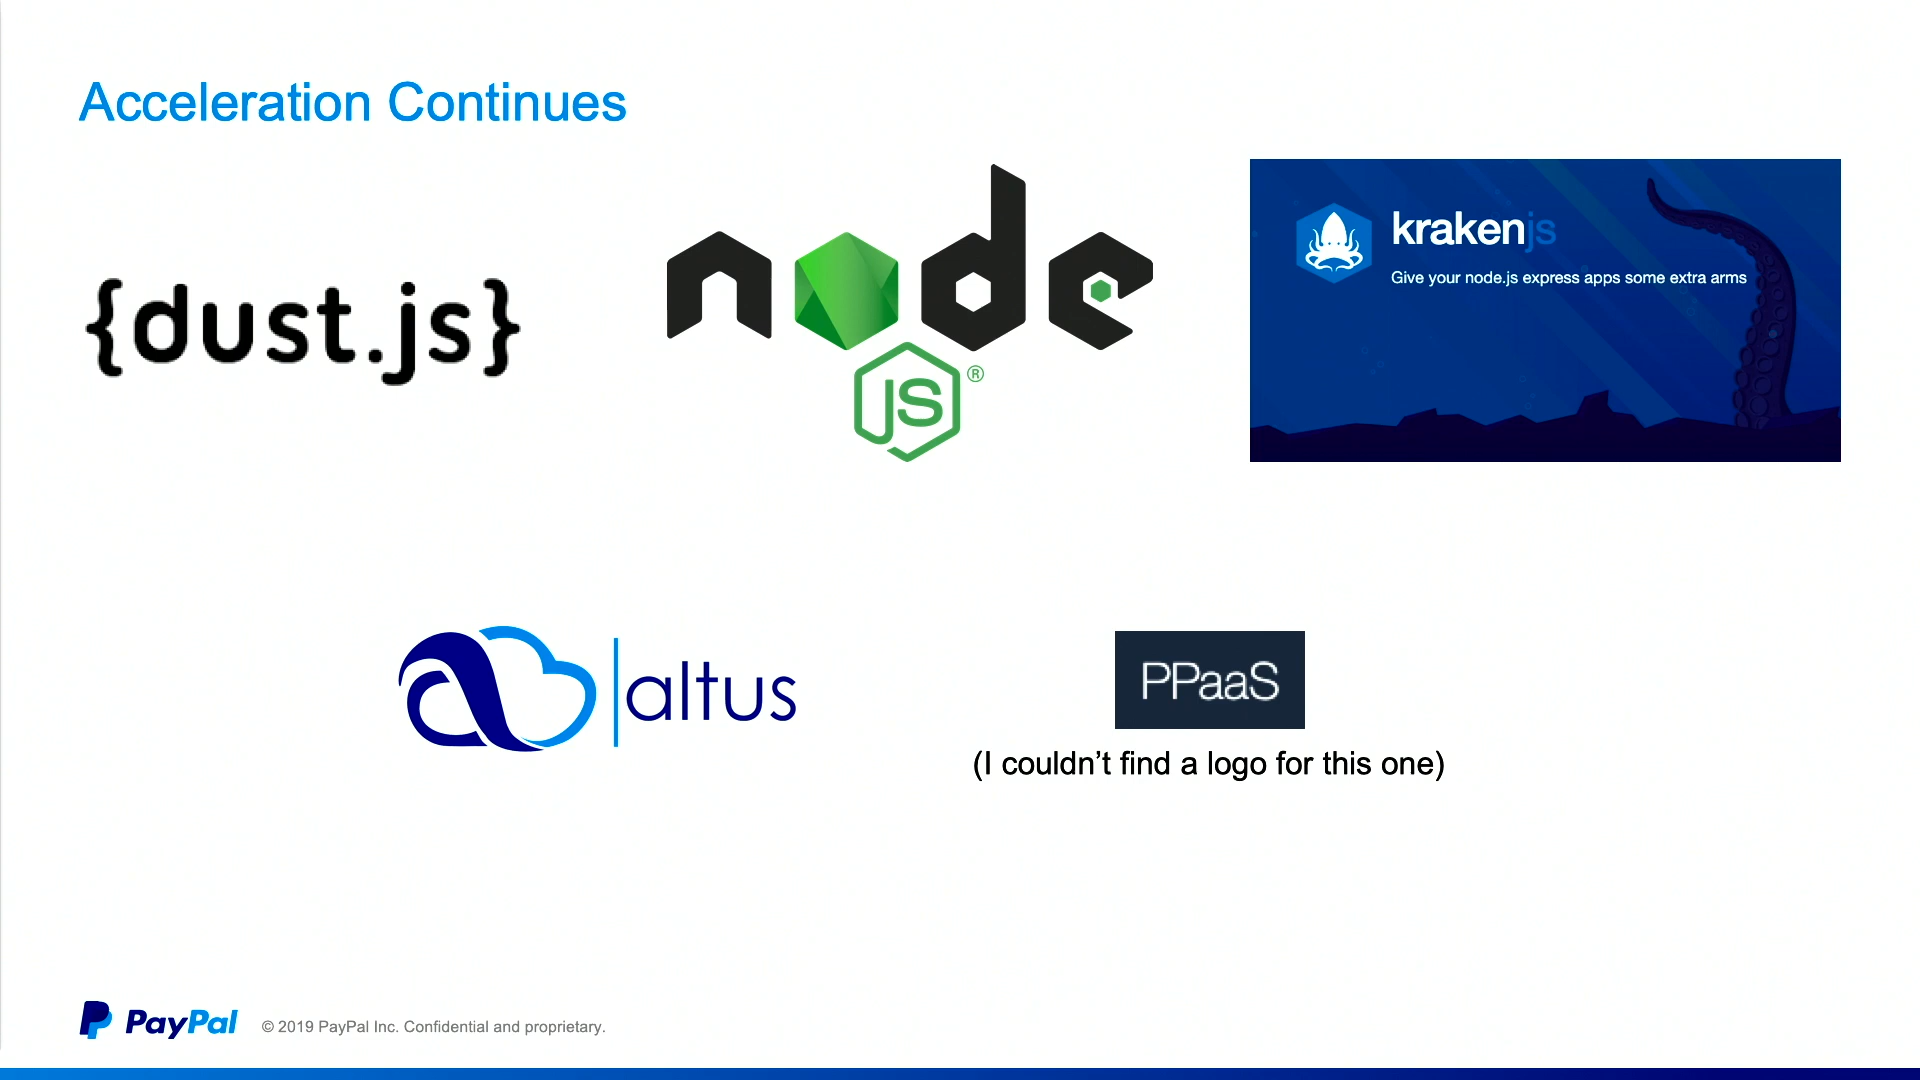 Acceleration Continues
{dust.js}
node
JS ®
krakenjs
Give your node.js express apps some extra arms
altus
PPaaS
(I couldn’t find a logo for this one)
PayPal © 2019 PayPal Inc. Confidential and proprietary.